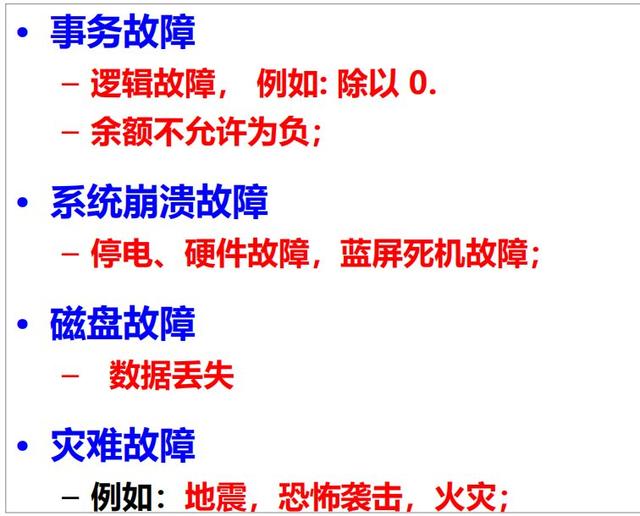 • 事务故障
– 逻辑故障， 例如: 除以 0.
– 余额不允许为负；
• 系统崩溃故障
– 停电、硬件故障，蓝屏死机故障；
• 磁盘故障
– 数据丢失
• 灾难故障
– 例如：地震，恐怖袭击，火灾；